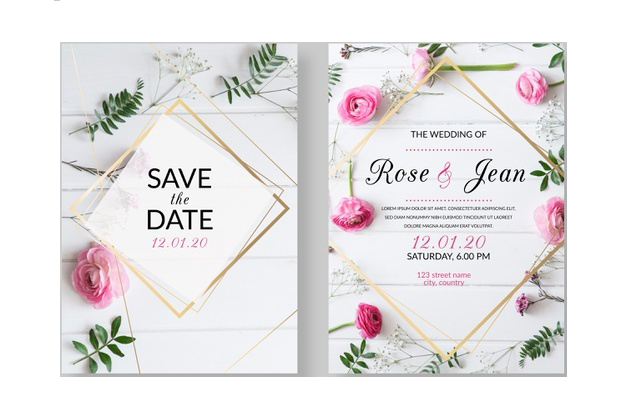 SAVE
the
DATE
12.01.20
THE WEDDING OF
Rose & Jean
LOREM IPSUM DOLOR SIT AMET, CONSECTETUER ADIPISCING ELIT,
SED DIAM NONUMMY NIBH EUISMOD TINCIDUNT UT LAOREET
DOLORE MAGNA ALIQUAM ERAT VOLUTPAT.
12.01.20
SATURDAY, 6.00 PM
123 street name
city, country